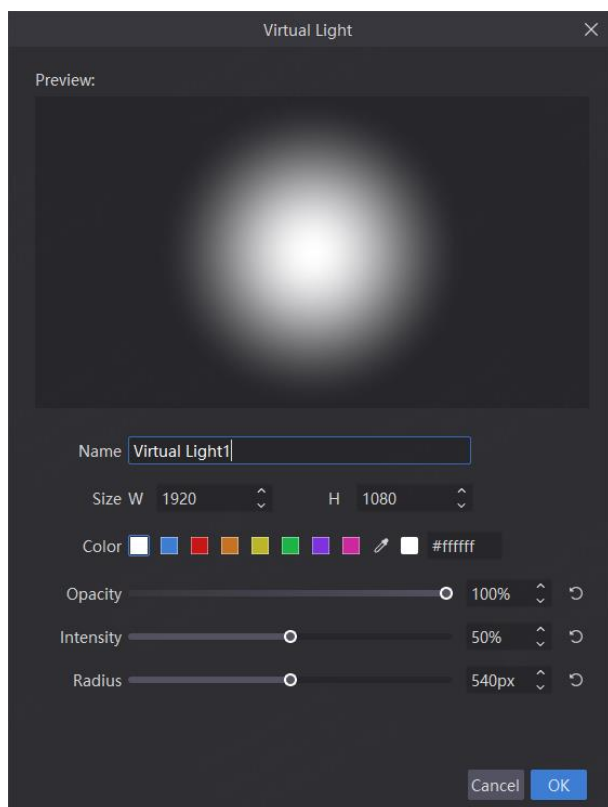 Virtual Light
Preview:
Name Virtual Light1
Size W 1920 H 1080
Color #ffffff
Opacity 100%
Intensity 50%
Radius 540px
Cancel OK